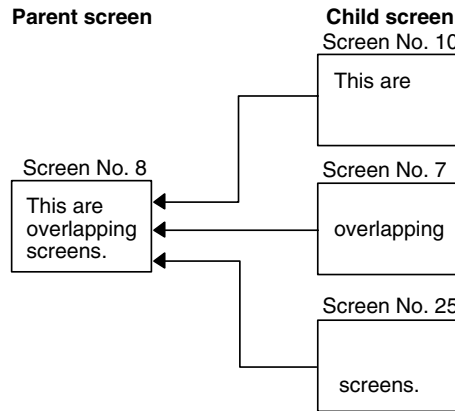 Parent screen
Child screen
Screen No. 10
This are
Screen No. 8
This are
overlapping
screens.
Screen No. 7
overlapping
Screen No. 25
screens.